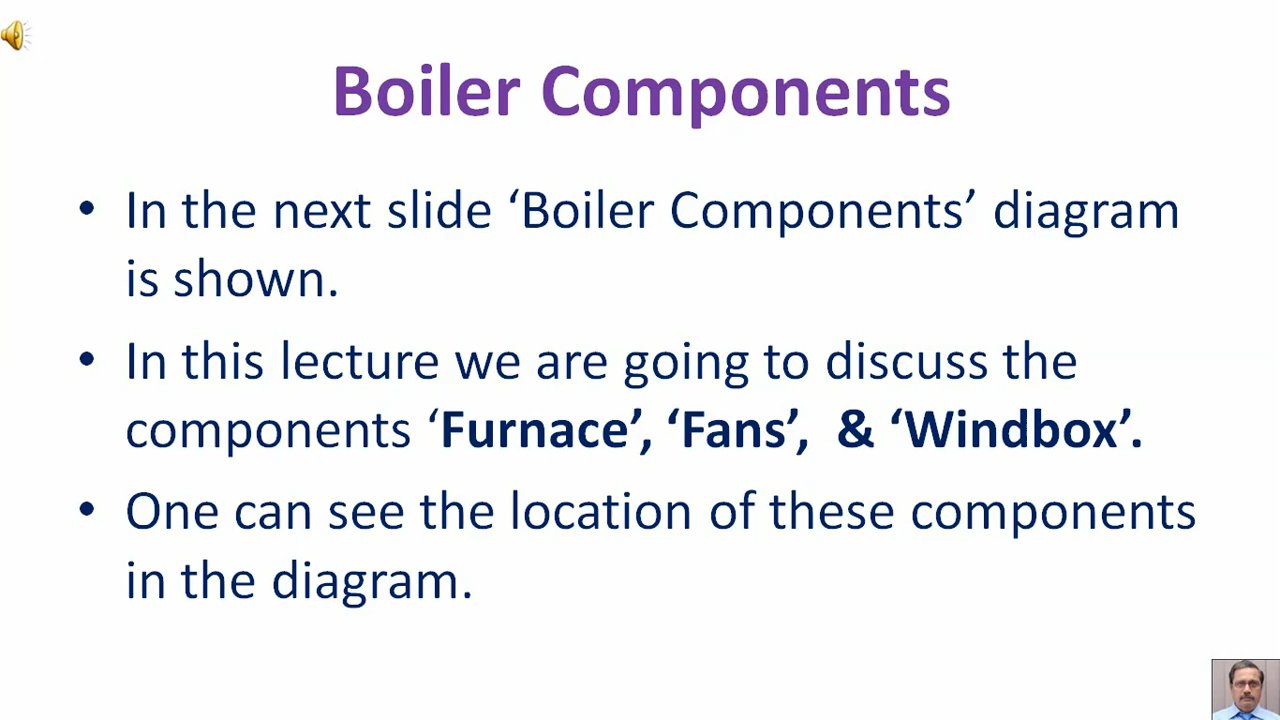 Boiler Components
• In the next slide ‘Boiler Components’ diagram
is shown.
• In this lecture we are going to discuss the
components ‘Furnace’, ‘Fans’,  & ‘Windbox’.
• One can see the location of these components
in the diagram.